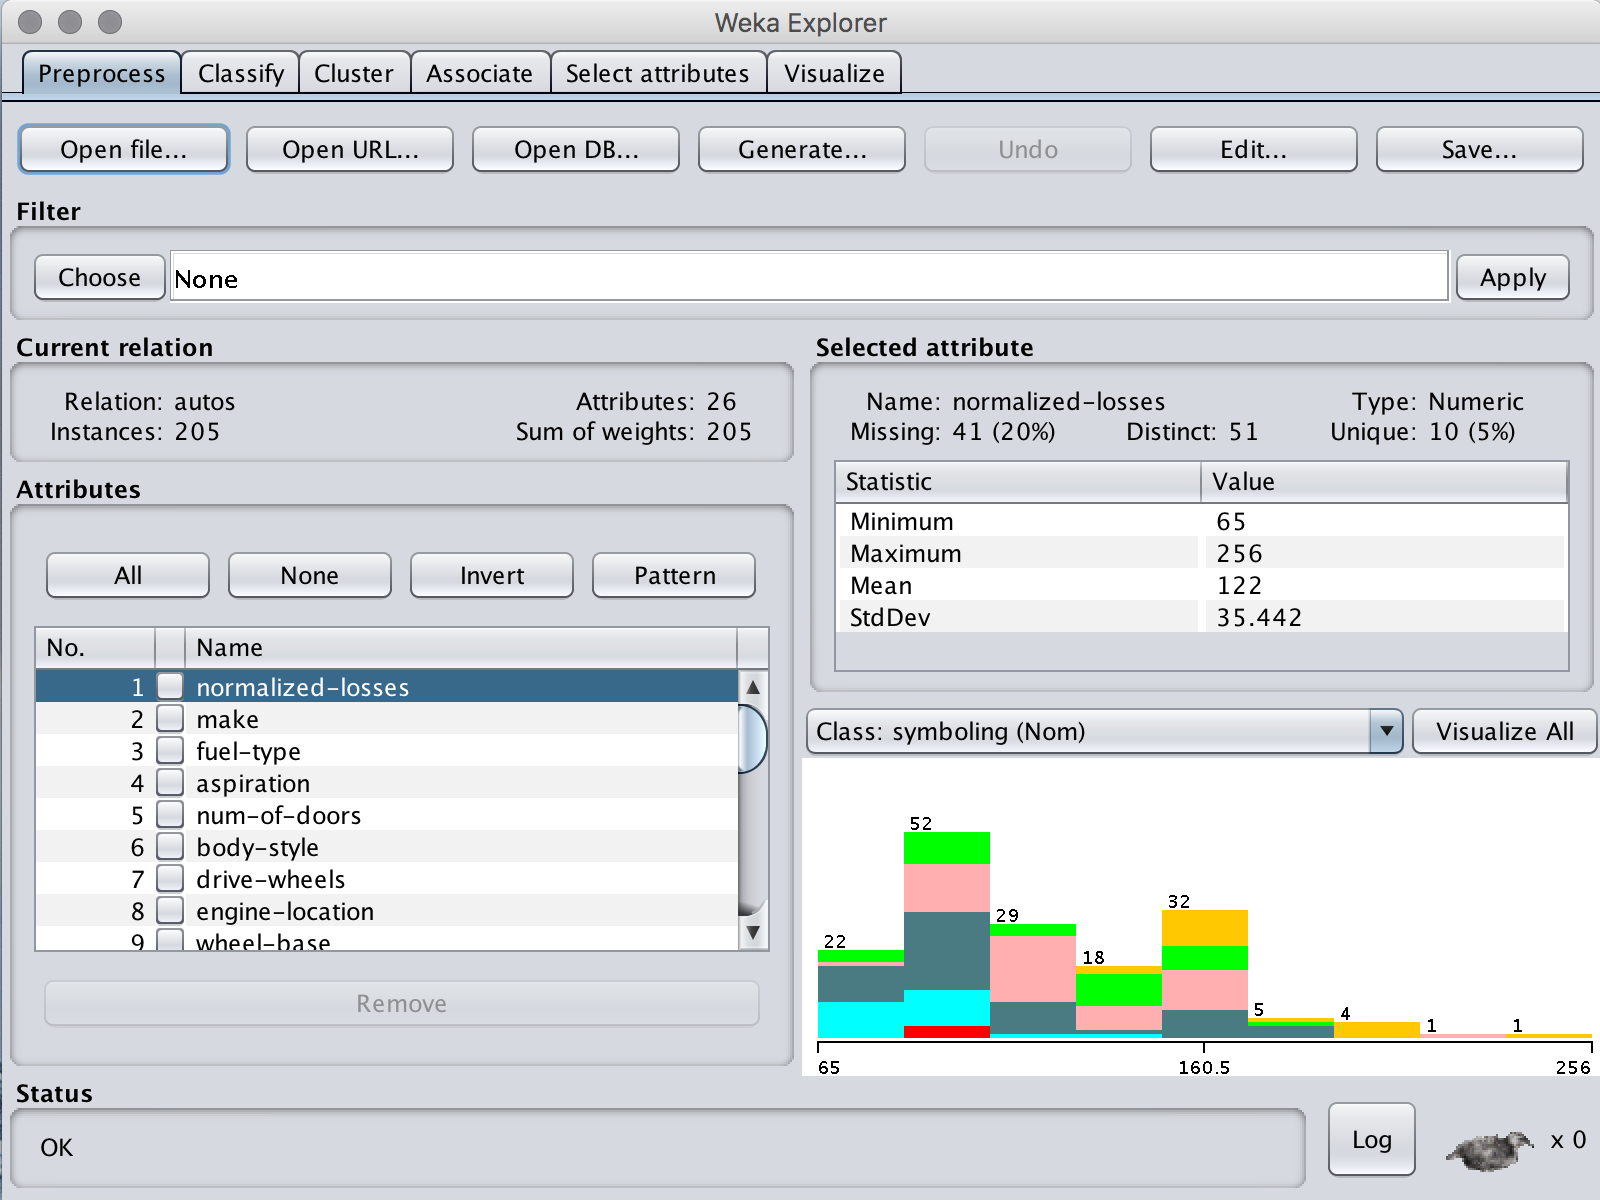 Weka Explorer
Preprocess Classify Cluster Associate Select attributes Visualize
Open file... Open URL... Open DB... Generate... Undo Edit... Save...
Filter
Choose None Apply
Current relation
Relation: autos Attributes: 26
Instances: 205 Sum of weights: 205
Attributes
All None Invert Pattern
No. Name
1 normalized-losses
2 make
3 fuel-type
4 aspiration
5 num-of-doors
6 body-style
7 drive-wheels
8 engine-location
9 wheel-base
Remove
Selected attribute
Name: normalized-losses Type: Numeric
Missing: 41 (20%) Distinct: 51 Unique: 10 (5%)
Statistic Value
Minimum 65
Maximum 256
Mean 122
StdDev 35.442
Class: symboling (Nom) Visualize All
22 52 29 18 32 5 4 1 1
65 160.5 256
Status
OK
Log x 0